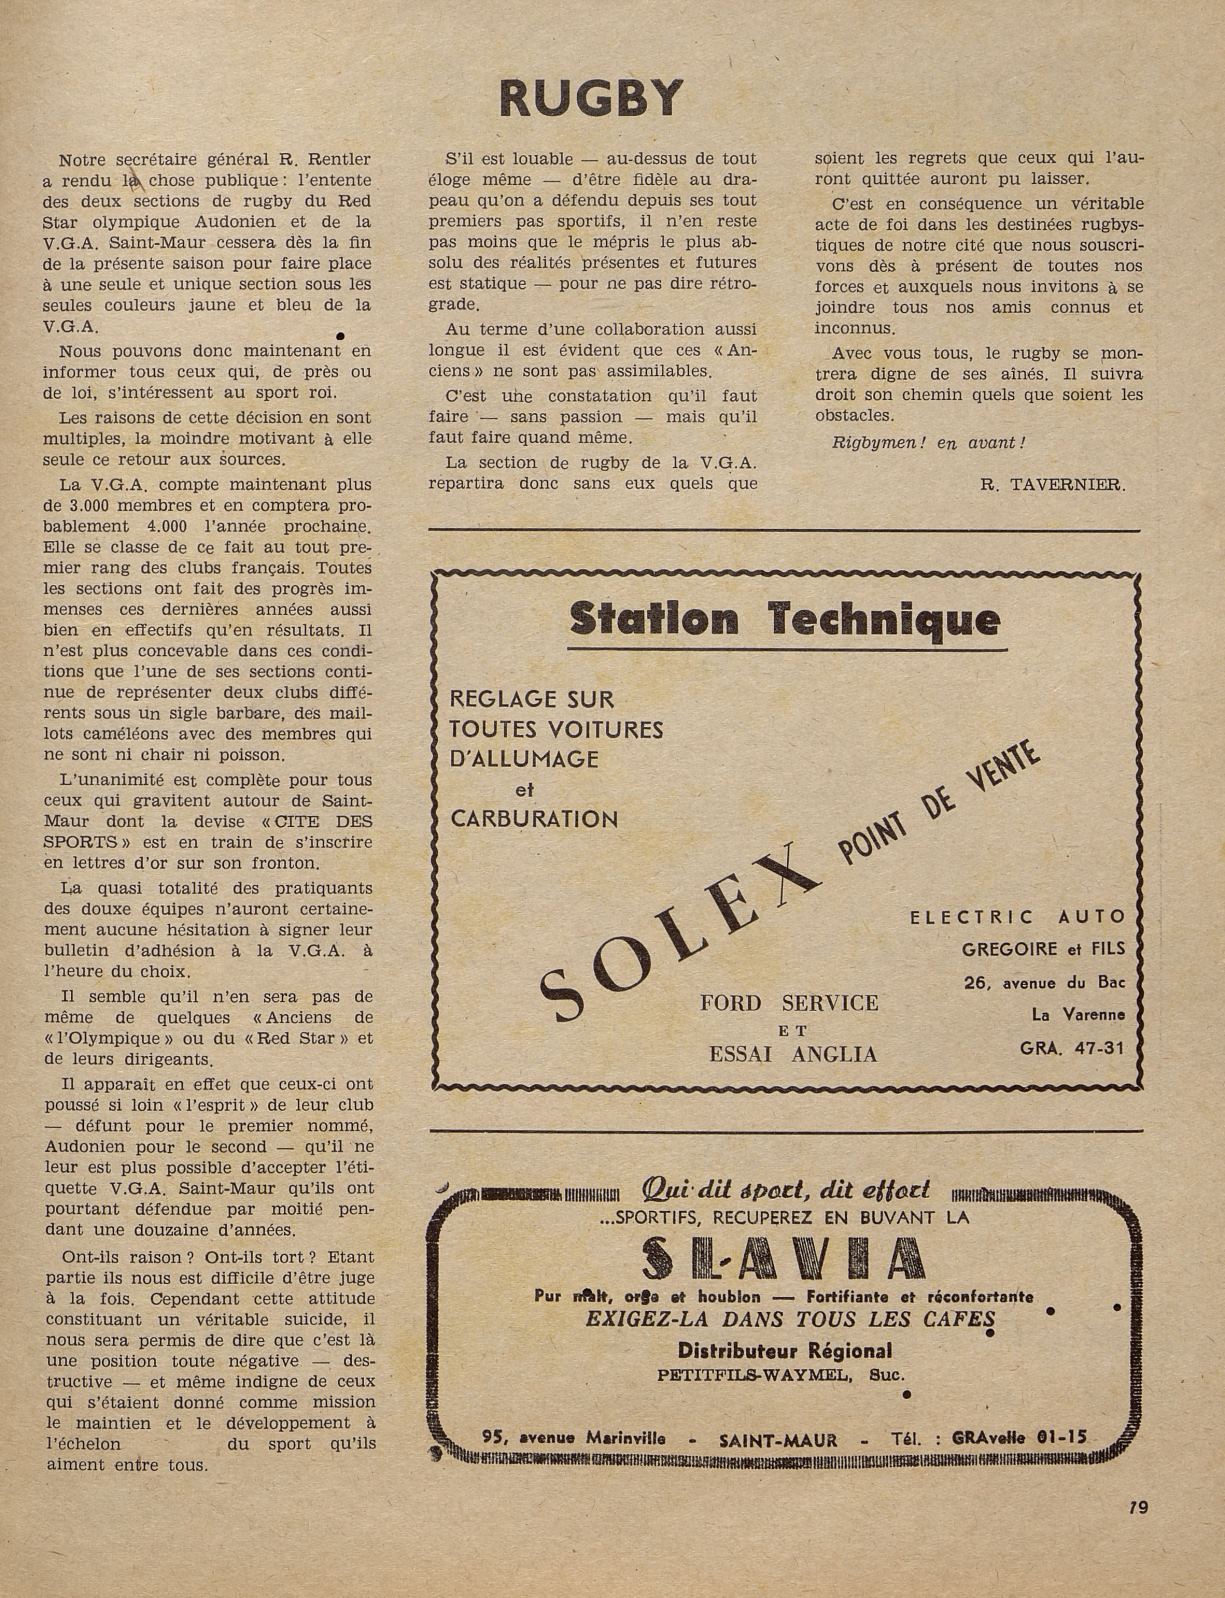 RUGBY
Notre secrétaire général R. Rentler
a rendu la chose publique : l'entente
des deux sections de rugby du Red
Star olympique Audonien et de la
V.G.A. Saint-Maur cessera dès la fin
de la présente saison pour faire place
à une seule et unique section sous les
seules couleurs jaune et bleu de la
V.G.A.
Nous pouvons donc maintenant en
informer tous ceux qui, de près ou
de loi, s'intéressent au sport roi.
Les raisons de cette décision en sont
multiples, la moindre motivant à elle
seule ce retour aux sources.
La V.G.A. compte maintenant plus
de 3.000 membres et en comptera pro-
bablement 4.000 l'année prochaine.
Elle se classe de ce fait au tout pre-
mier rang des clubs français. Toutes
les sections ont fait des progrès im-
menses ces dernières années aussi
bien en effectifs qu'en résultats. Il
n'est plus concevable dans ces condi-
tions que l'une de ses sections conti-
nue de représenter deux clubs diffé-
rents sous un sigle barbare, des mail-
lots caméléons avec des membres qui
ne sont ni chair ni poisson.
L'unanimité est complète pour tous
ceux qui gravitent autour de Saint-
Maur dont la devise « CITE DES
SPORTS » est en train de s'inscrire
en lettres d'or sur son fronton.
La quasi totalité des pratiquants
des douxe équipes n'auront certaine-
ment aucune hésitation à signer leur
bulletin d'adhésion à la V.G.A. à
l'heure du choix.
Il semble qu'il n'en sera pas de
même de quelques « Anciens de
« l'Olympique » ou du « Red Star » et
de leurs dirigeants.
Il apparaît en effet que ceux-ci ont
poussé si loin « l'esprit » de leur club
— défunt pour le premier nommé,
Audonien pour le second — qu'il ne
leur est plus possible d'accepter l'éti-
quette V.G.A. Saint-Maur qu'ils ont
pourtant défendue par moitié pen-
dant une douzaine d'années.
Ont-ils raison ? Ont-ils tort ? Etant
partie ils nous est difficile d'être juge
à la fois. Cependant cette attitude
constituant un véritable suicide, il
nous sera permis de dire que c'est là
une position toute négative — des-
tructive — et même indigne de ceux
qui s'étaient donné comme mission
le maintien et le développement à
l'échelon du sport qu'ils
aiment entre tous.
S'il est louable — au-dessus de tout
éloge même — d'être fidèle au dra-
peau qu'on a défendu depuis ses tout
premiers pas sportifs, il n'en reste
pas moins que le mépris le plus ab-
solu des réalités présentes et futures
est statique — pour ne pas dire rétro-
grade.
Au terme d'une collaboration aussi
longue il est évident que ces « An-
ciens » ne sont pas assimilables.
C'est une constatation qu'il faut
faire — sans passion — mais qu'il
faut faire quand même.
La section de rugby de la V.G.A.
repartira donc sans eux quels que
soient les regrets que ceux qui l'au-
ront quittée auront pu laisser.
C'est en conséquence un véritable
acte de foi dans les destinées rugbys-
tiques de notre cité que nous souscri-
vons dès à présent de toutes nos
forces et auxquels nous invitons à se
joindre tous nos amis connus et
inconnus.
Avec vous tous, le rugby se mon-
trera digne de ses aînés. Il suivra
droit son chemin quels que soient les
obstacles.
Rigbymen ! en avant !
R. TAVERNIER.
Station Technique
REGLAGE SUR
TOUTES VOITURES
D'ALLUMAGE
et
CARBURATION
SOLEX POINT DE VENTE
ELECTRIC AUTO
GREGOIRE et FILS
26, avenue du Bac
La Varenne
GRA. 47-31
FORD SERVICE
ET
ESSAI ANGLIA
Qui dit sport, dit effort
...SPORTIFS, RECUPEREZ EN BUVANT LA
SLAVIA
Pur malt, orge et houblon — Fortifiante et réconfortante
EXIGEZ-LA DANS TOUS LES CAFES
Distributeur Régional
PETITFILS-WAYMEL, Suc.
95, avenue Marinville - SAINT-MAUR - Tél. : GRAvelle 01-15
19